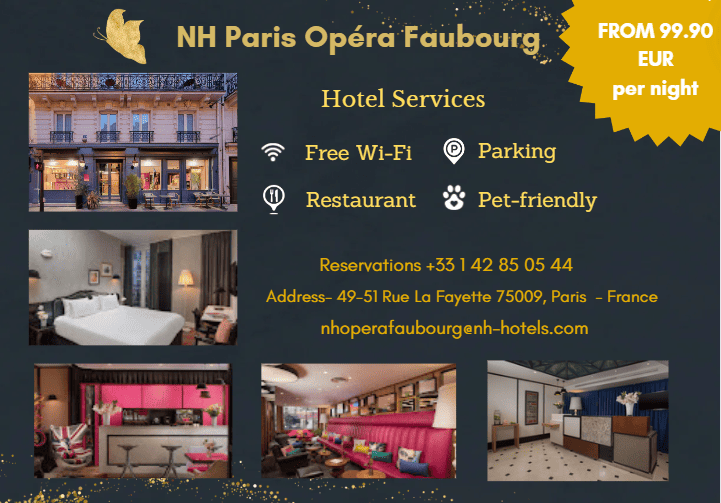 NH Paris Opéra Faubourg
FROM 99.90
EUR
per night
Hotel Services
Free Wi-Fi
Parking
Restaurant
Pet-friendly
Reservations +33 1 42 85 05 44
Address- 49-51 Rue La Fayette 75009, Paris - France
nhoperafaubourg@nh-hotels.com